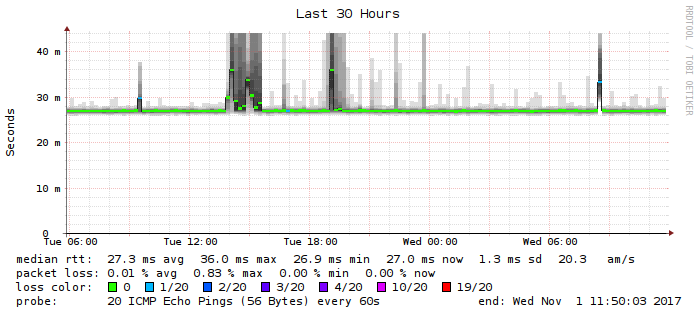 Last 30 Hours
RRDTOOL / TOBI OETIKER
Seconds
40 m
30 m
20 m
10 m
0
Tue 06:00 Tue 12:00 Tue 18:00 Wed 00:00 Wed 06:00
median rtt: 27.3 ms avg 36.0 ms max 26.9 ms min 27.0 ms now 1.3 ms sd 20.3 am/s
packet loss: 0.01 % avg 0.83 % max 0.00 % min 0.00 % now
loss color: 0 1/20 2/20 3/20 4/20 10/20 19/20
probe: 20 ICMP Echo Pings (56 Bytes) every 60s end: Wed Nov 1 11:50:03 2017